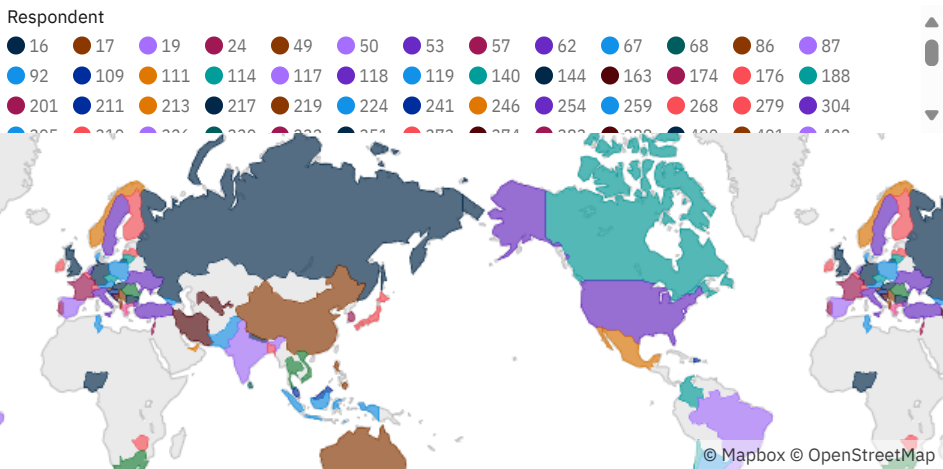 Respondent
16 17 19 24 49 50 53 57 62 67 68 86 87
92 109 111 114 117 118 119 140 144 163 174 176 188
201 211 213 217 219 224 241 246 254 259 268 279 304
© Mapbox © OpenStreetMap